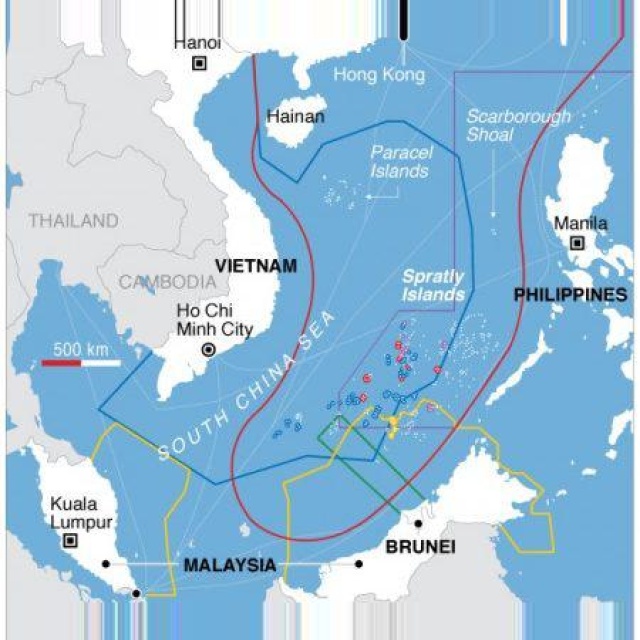 Hanoi
Hong Kong
Hainan
Scarborough
Shoal
Paracel
Islands
THAILAND
Manila
VIETNAM
CAMBODIA
Spratly
Islands
PHILIPPINES
Ho Chi
Minh City
500 km
SOUTH CHINA SEA
Kuala
Lumpur
BRUNEI
MALAYSIA